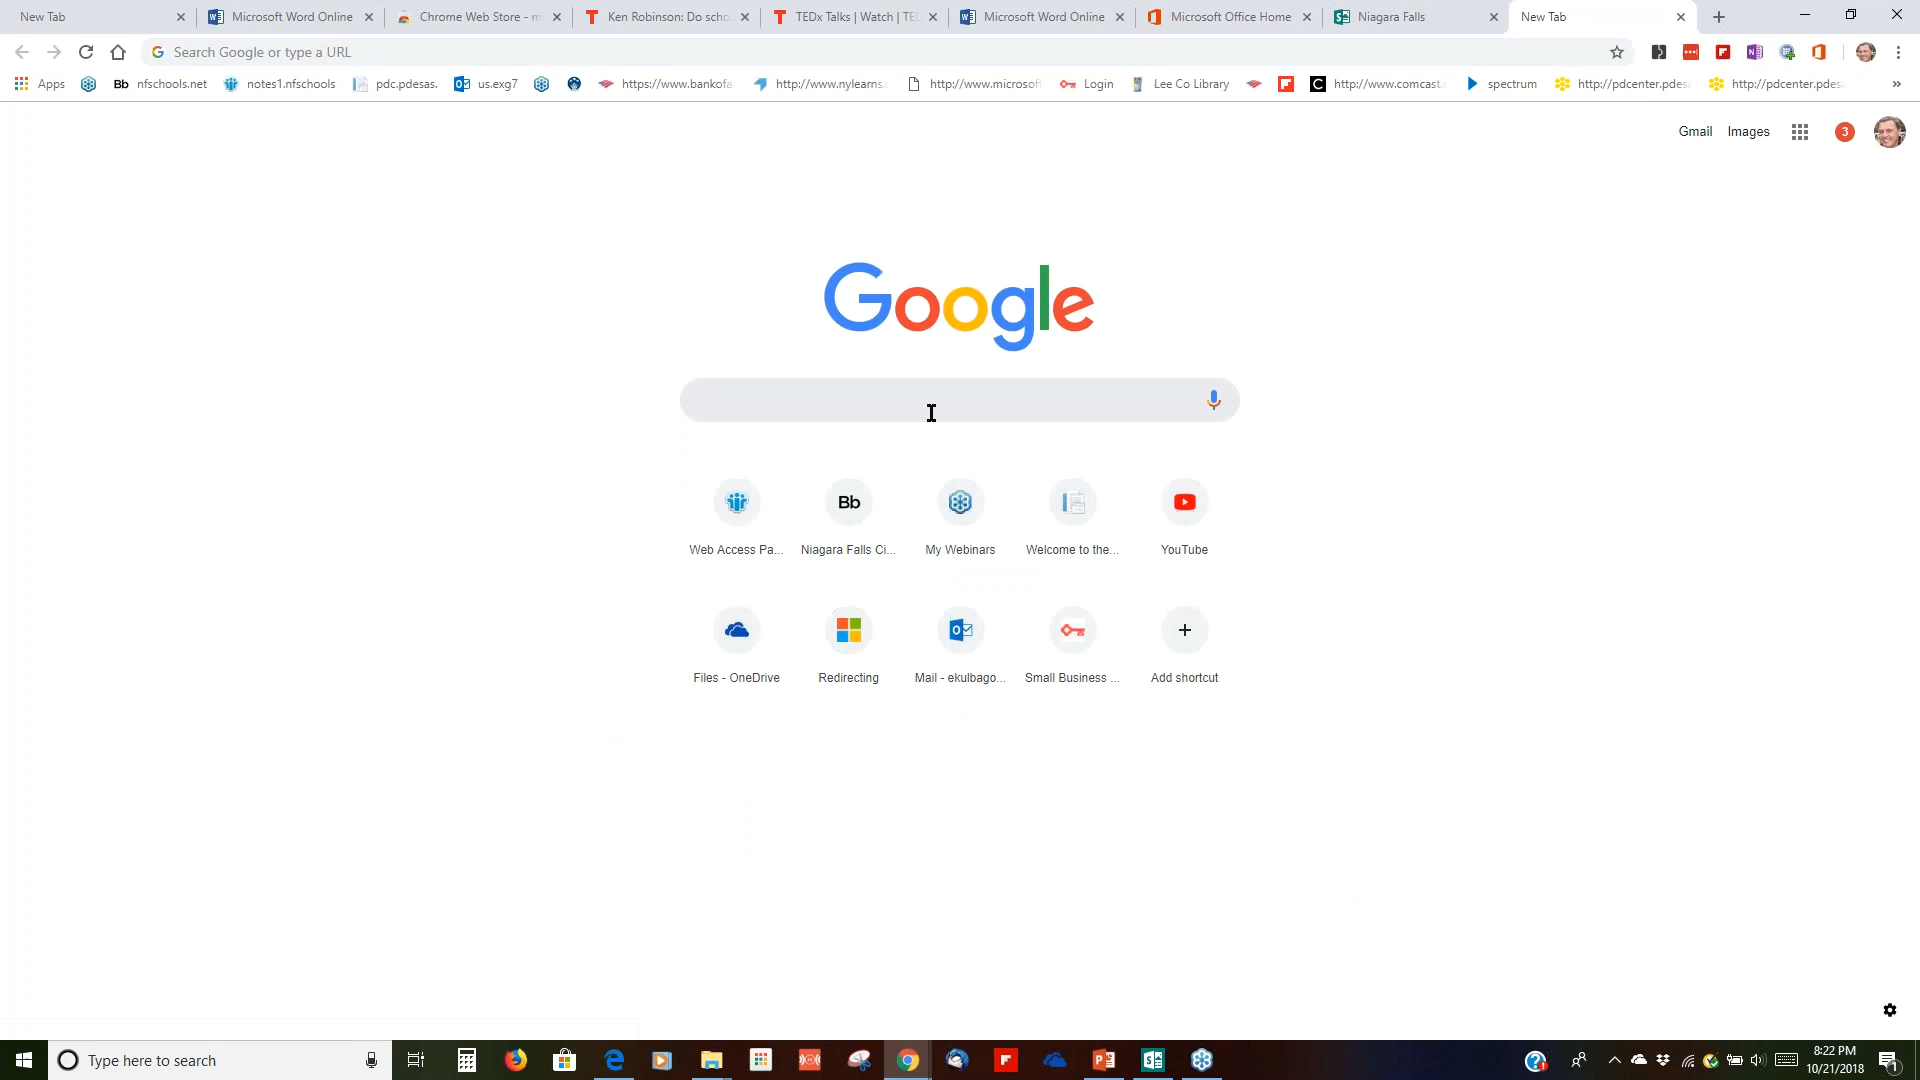 New Tab
Microsoft Word Online
Chrome Web Store - m
Ken Robinson: Do scho
TEDx Talks | Watch | TED
Microsoft Word Online
Microsoft Office Home
Niagara Falls
New Tab
Search Google or type a URL
Apps
Bb nfschools.net
notes1.nfschools
pdc.pdesas.
us.exg7
https://www.bankofa
http://www.nylearns.
http://www.microsoft
Login
Lee Co Library
http://www.comcast.
spectrum
http://pdcenter.pdes
http://pdcenter.pdes
Gmail Images 3
Google
Bb
Web Access Pa...
Niagara Falls Ci...
My Webinars
Welcome to the...
YouTube
Files - OneDrive
Redirecting
Mail - ekulbago...
Small Business ...
Add shortcut
Type here to search
8:22 PM
10/21/2018
1